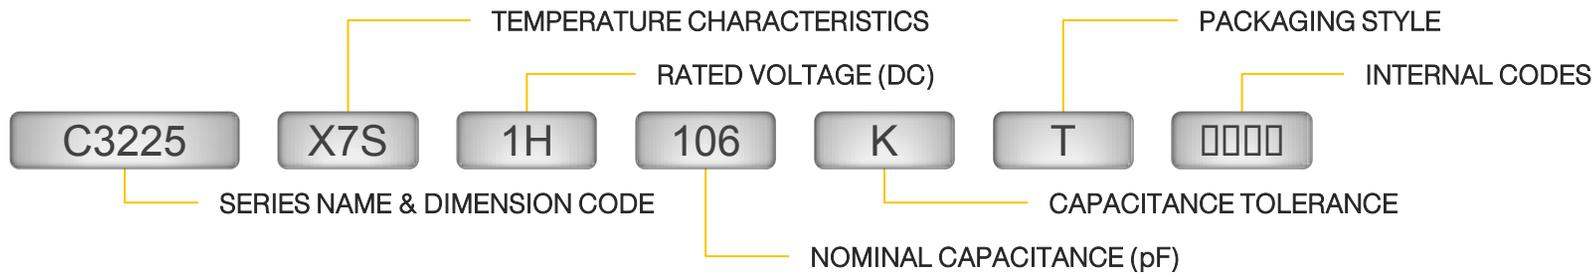 TEMPERATURE CHARACTERISTICS PACKAGING STYLE
RATED VOLTAGE (DC) INTERNAL CODES
C3225 X7S 1H 106 K T □□□□
SERIES NAME & DIMENSION CODE CAPACITANCE TOLERANCE
NOMINAL CAPACITANCE (pF)